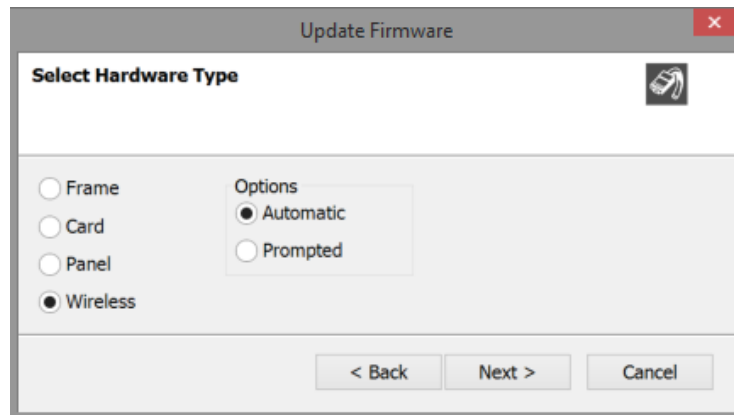 Update Firmware
Select Hardware Type
Frame
Card
Panel
Wireless
Options
Automatic
Prompted
< Back
Next >
Cancel